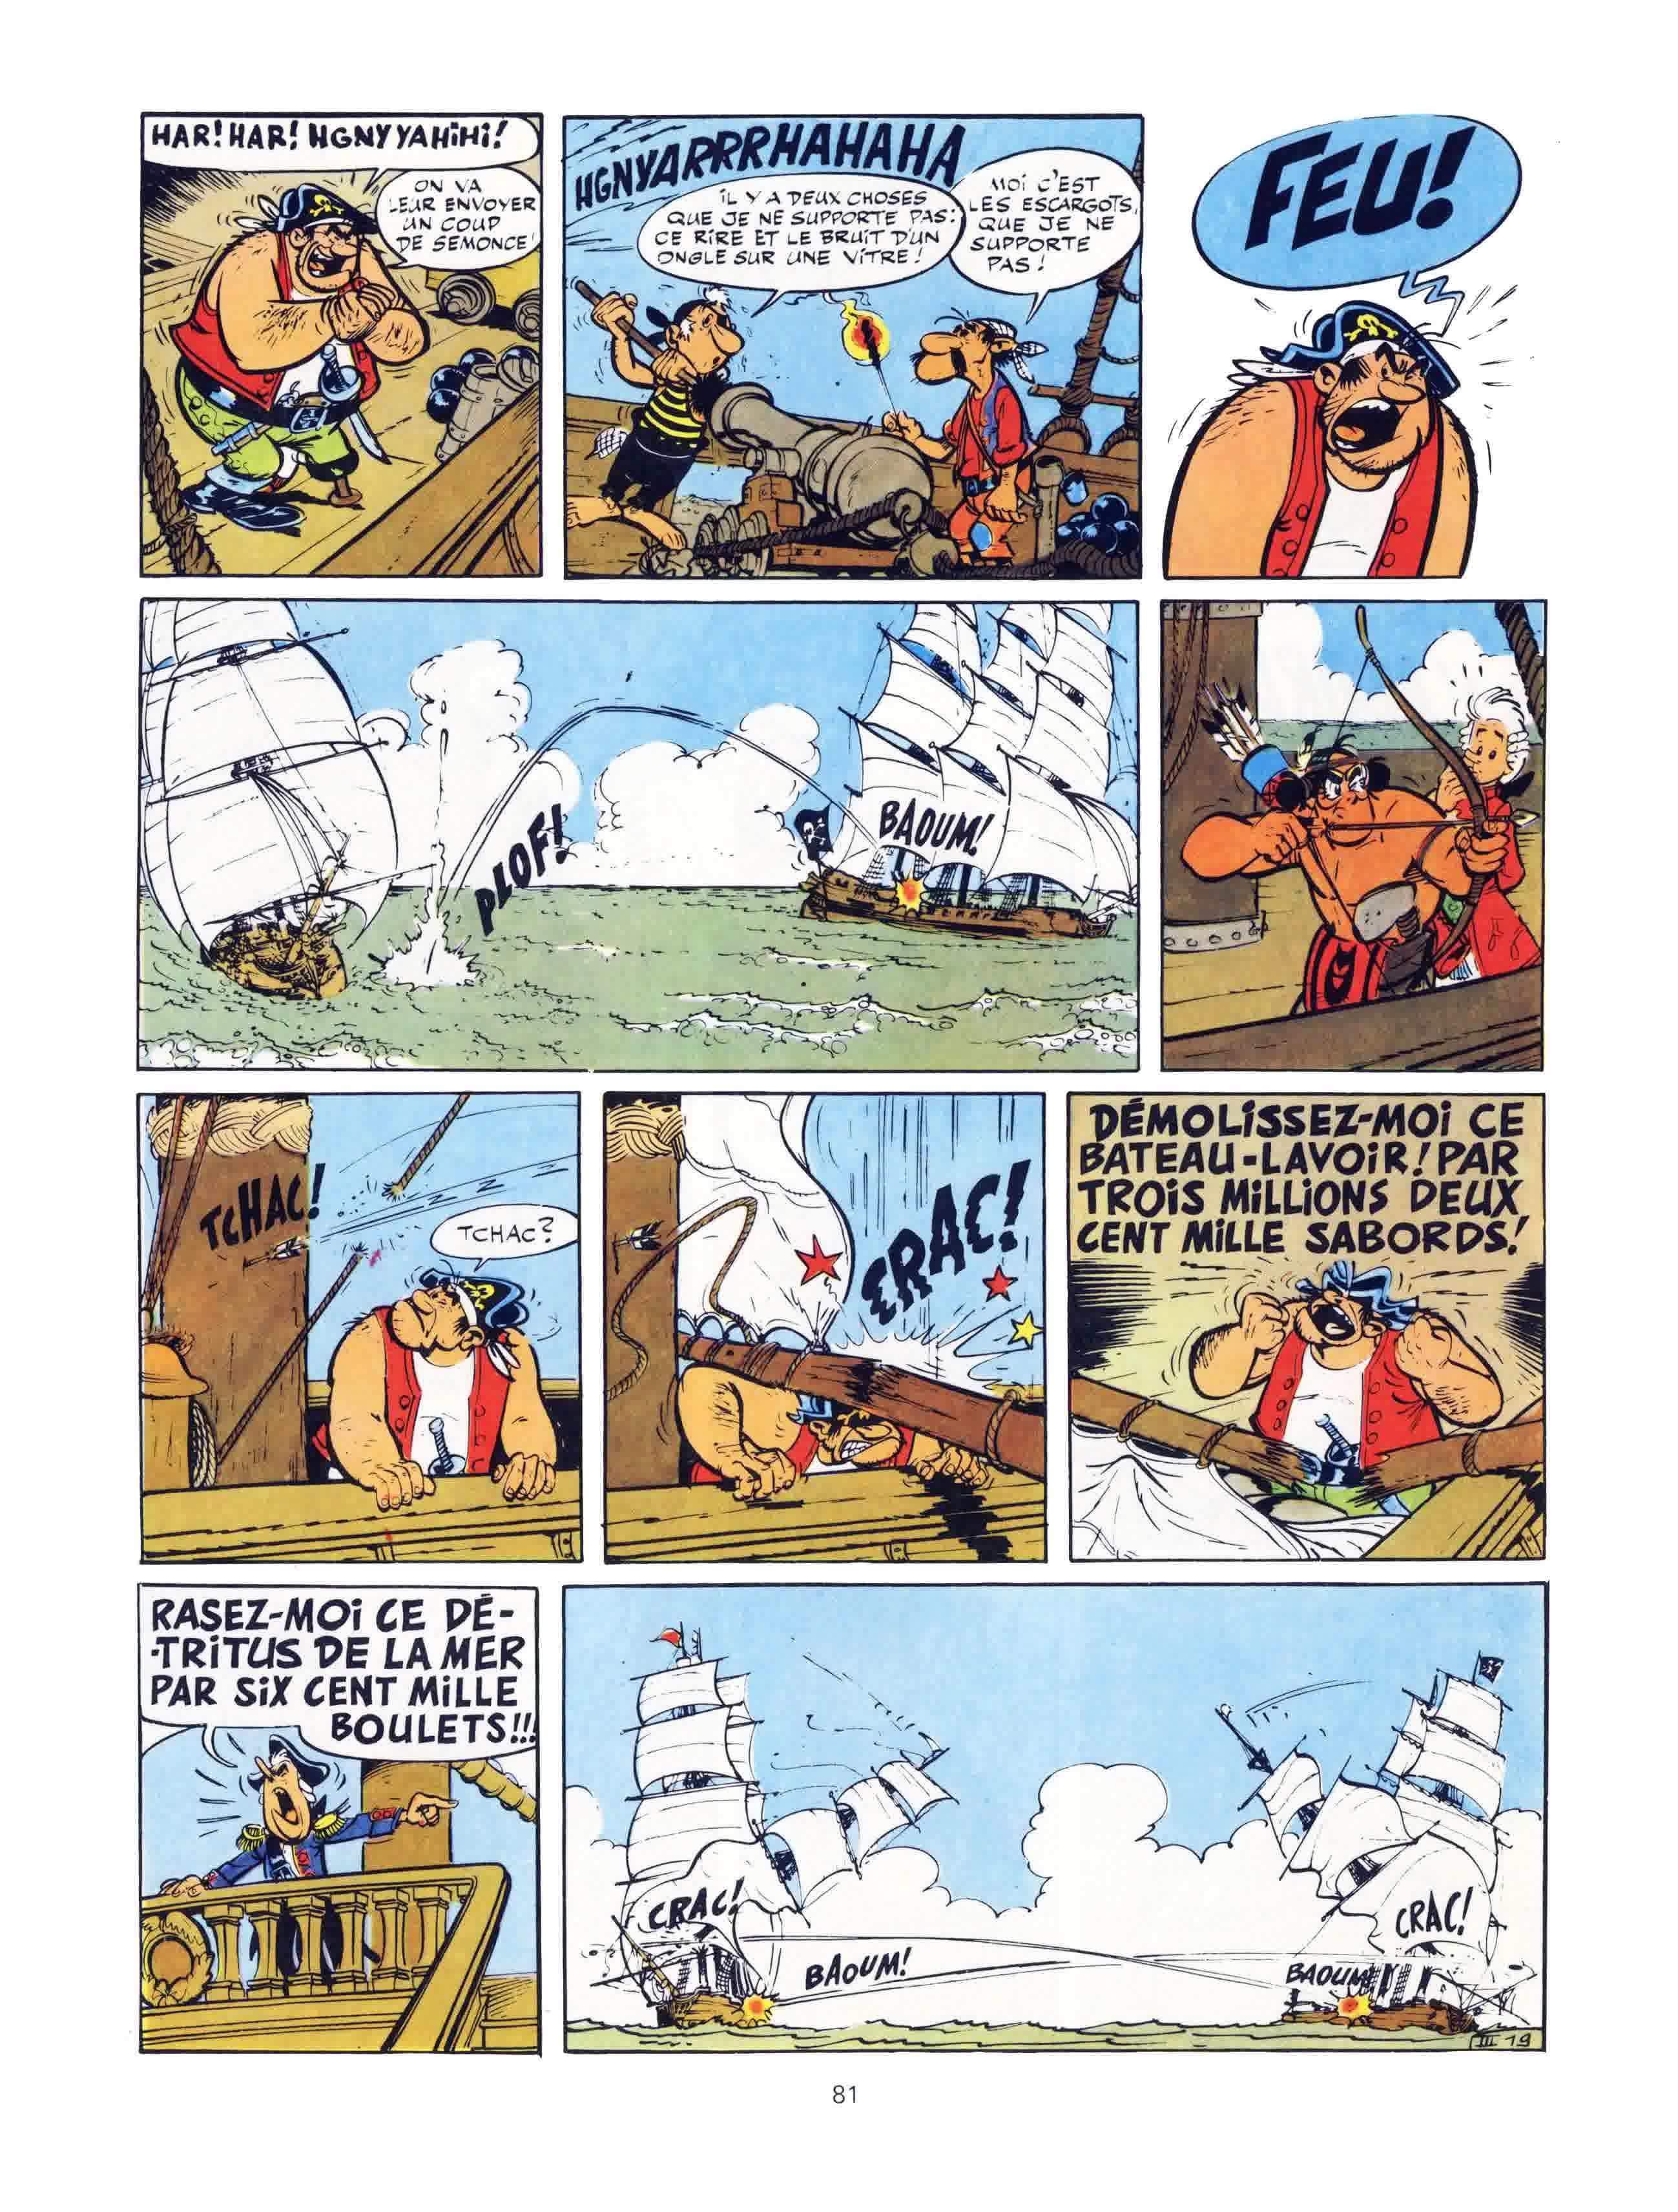 HAR! HAR! HGNYYAHiHi!
ON VA
LEUR ENVOYER
UN COUP
DE SEMONCE!
HGNYARRRHAHAHA
iL Y A DEUX CHOSES
QUE JE NE SUPPORTE PAS:
CE RiRE ET LE BRUiT D'UN
ONGLE SUR UNE ViTRE!
MOi C'EST
LES ESCARGOTS,
QUE JE NE
SUPPORTE
PAS!
FEU!
PLOF!
BAOUM!
TCHAC!
TCHAC?
CRAC!
DÉMOLiSSEZ-MOi CE
BATEAU-LAVOiR! PAR
TROiS MiLLiONS DEUX
CENT MiLLE SABORDS!
RASEZ-MOi CE DÉ-
-TRiTUS DE LA MER
PAR SiX CENT MiLLE
BOULETS!!!
CRAC!
BAOUM!
CRAC!
BAOUM!
III 19
81